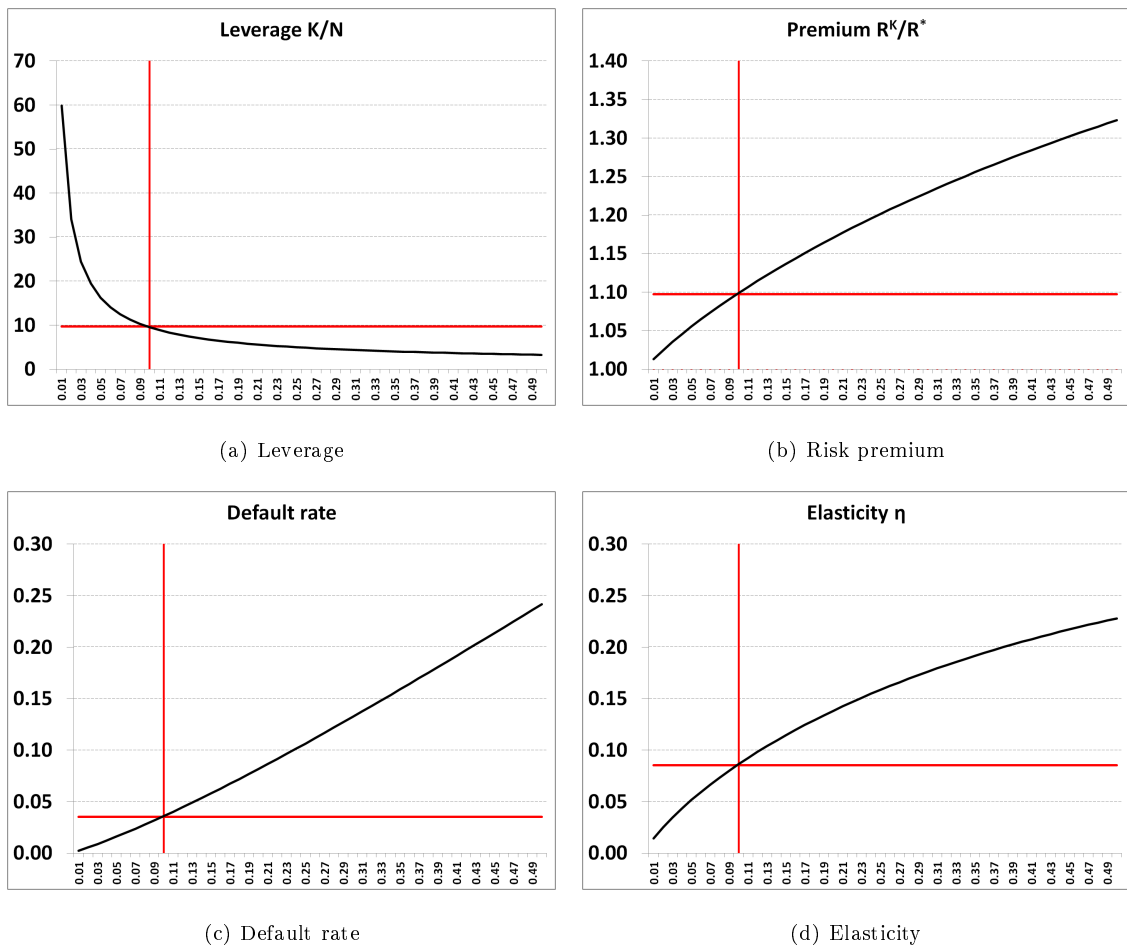 Leverage K/N
70
60
50
40
30
20
10
0
0.01 0.03 0.05 0.07 0.09 0.11 0.13 0.15 0.17 0.19 0.21 0.23 0.25 0.27 0.29 0.31 0.33 0.35 0.37 0.39 0.41 0.43 0.45 0.47 0.49
(a) Leverage
Premium R^K/R^*
1.40
1.35
1.30
1.25
1.20
1.15
1.10
1.05
1.00
0.01 0.03 0.05 0.07 0.09 0.11 0.13 0.15 0.17 0.19 0.21 0.23 0.25 0.27 0.29 0.31 0.33 0.35 0.37 0.39 0.41 0.43 0.45 0.47 0.49
(b) Risk premium
Default rate
0.30
0.25
0.20
0.15
0.10
0.05
0.00
0.01 0.03 0.05 0.07 0.09 0.11 0.13 0.15 0.17 0.19 0.21 0.23 0.25 0.27 0.29 0.31 0.33 0.35 0.37 0.39 0.41 0.43 0.45 0.47 0.49
(c) Default rate
Elasticity η
0.30
0.25
0.20
0.15
0.10
0.05
0.00
0.01 0.03 0.05 0.07 0.09 0.11 0.13 0.15 0.17 0.19 0.21 0.23 0.25 0.27 0.29 0.31 0.33 0.35 0.37 0.39 0.41 0.43 0.45 0.47 0.49
(d) Elasticity